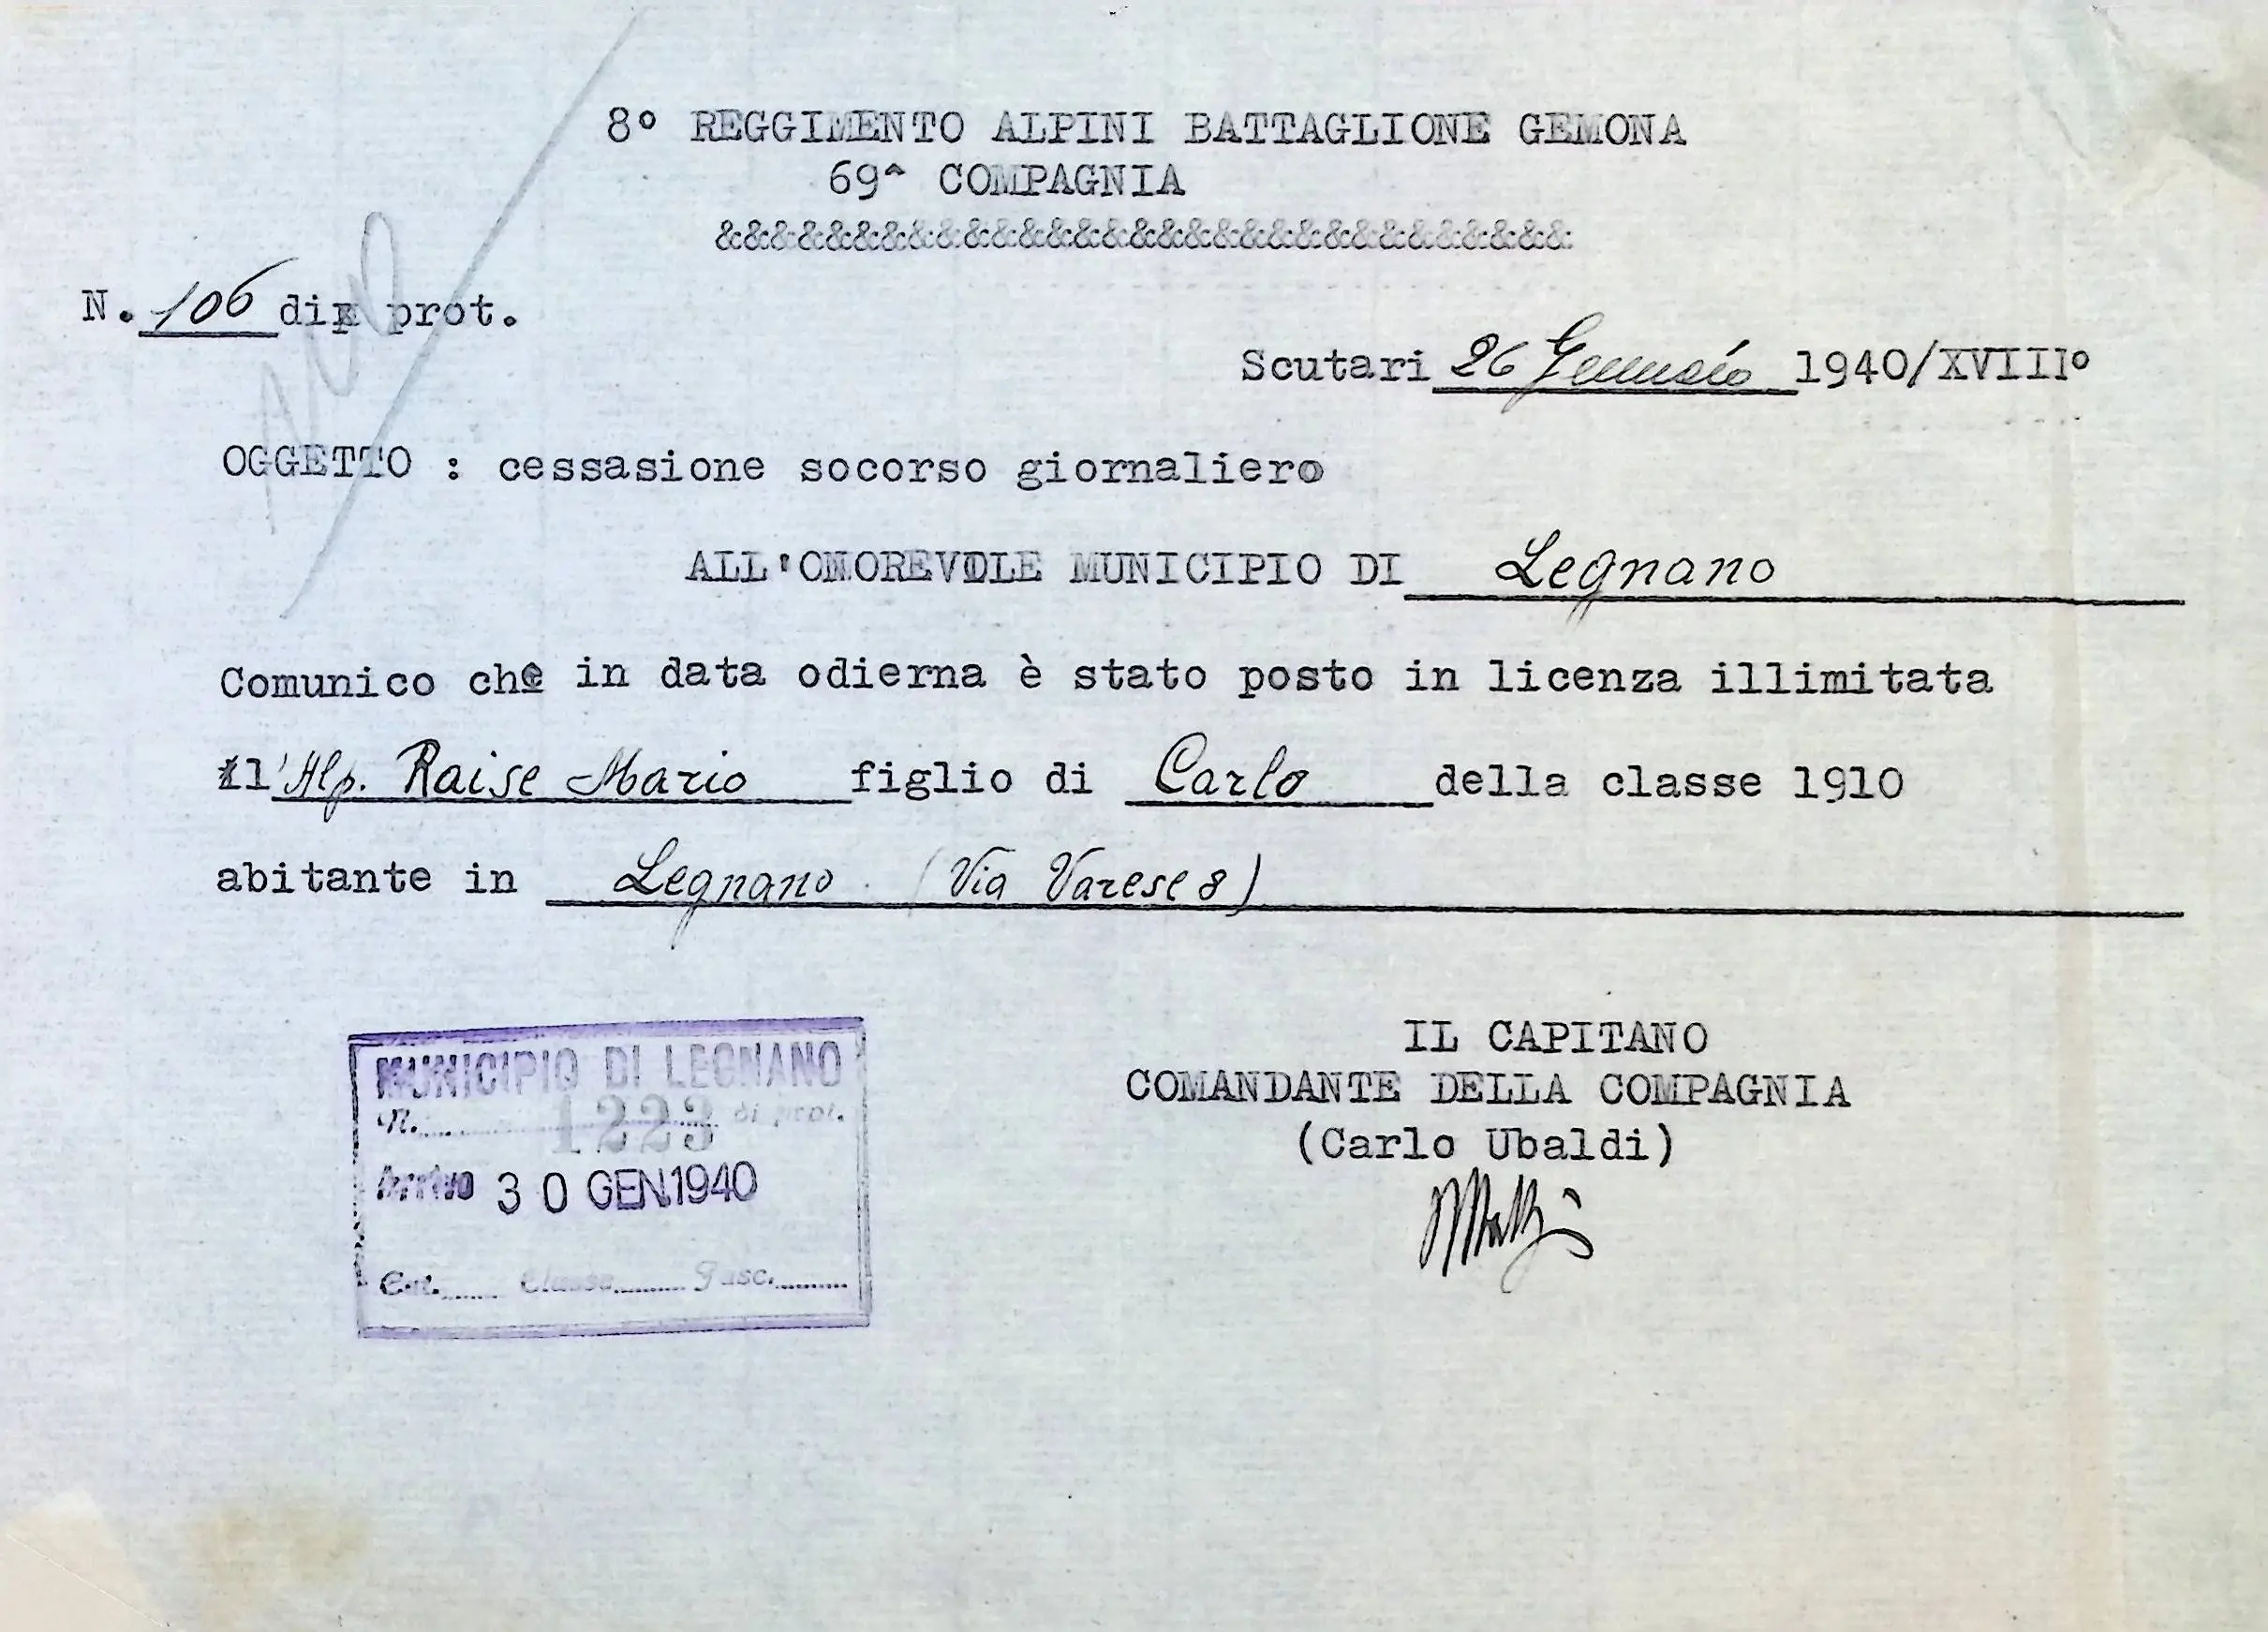 8° REGGIMENTO ALPINI BATTAGLIONE GEMONA
69^ COMPAGNIA
&&&&&&&&&&&&&&&&&&&&&&&&&&&&&&&
N. 106 di prot.
Scutari 26 Gennaio 1940/XVIII°
OGGETTO : cessasione socorso giornaliero
ALL'ONOREVOLE MUNICIPIO DI Legnano
Comunico che in data odierna è stato posto in licenza illimitata
l'Alp. Raise Mario figlio di Carlo della classe 1910
abitante in Legnano (Via Varese 8)
IL CAPITANO
COMANDANTE DELLA COMPAGNIA
(Carlo Ubaldi)
MUNICIPIO DI LEGNANO
N. 1223 di prot.
Arrivo 30 GEN.1940
Cat. Classe Fasc.